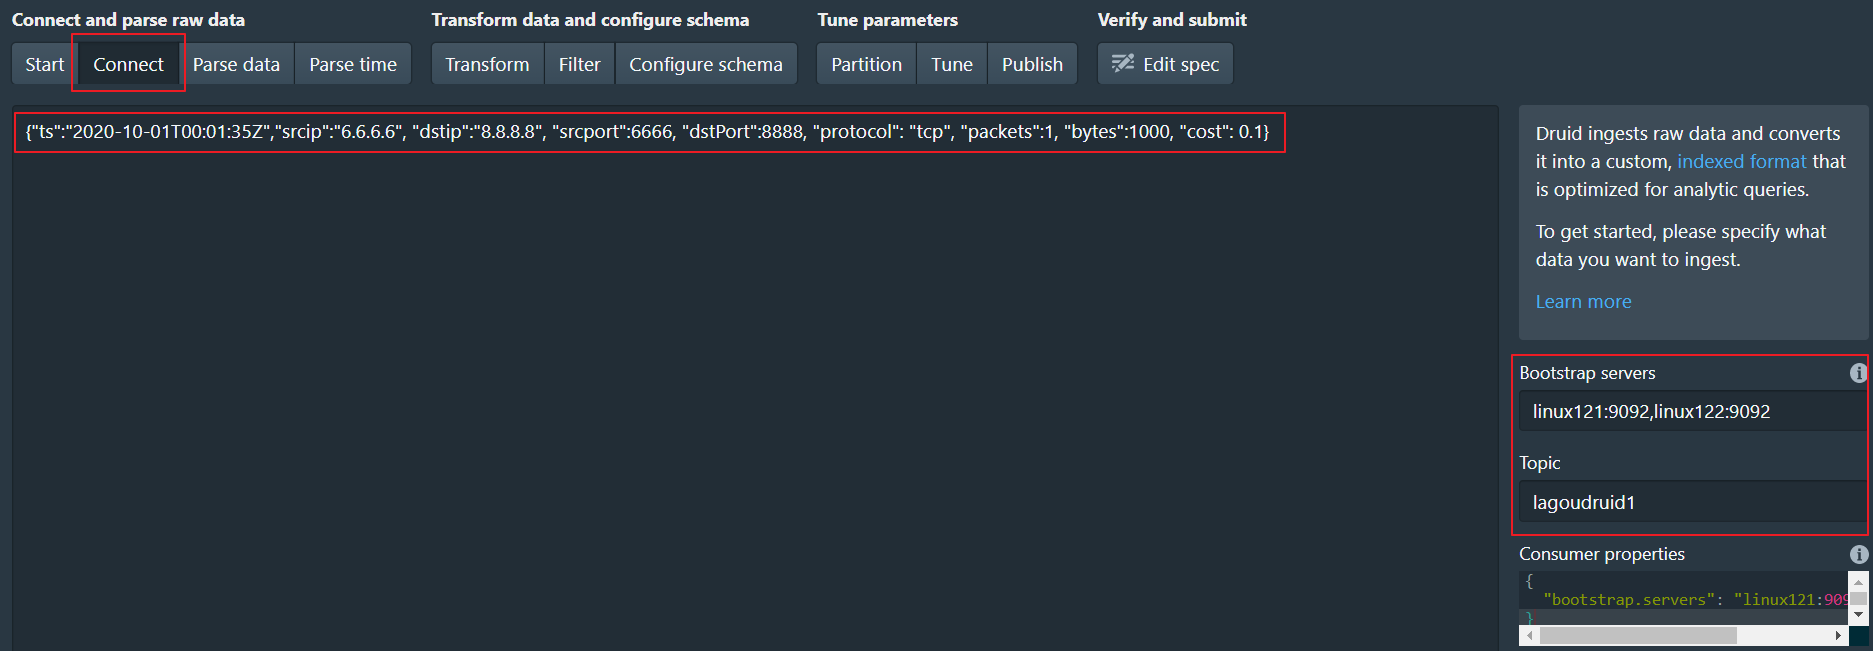 Connect and parse raw data
Transform data and configure schema
Tune parameters
Verify and submit
Start
Connect
Parse data
Parse time
Transform
Filter
Configure schema
Partition
Tune
Publish
Edit spec
{"ts":"2020-10-01T00:01:35Z","srcip":"6.6.6.6", "dstip":"8.8.8.8", "srcport":6666, "dstPort":8888, "protocol": "tcp", "packets":1, "bytes":1000, "cost": 0.1}
Druid ingests raw data and converts
it into a custom, indexed format that
is optimized for analytic queries.
To get started, please specify what
data you want to ingest.
Learn more
Bootstrap servers
linux121:9092,linux122:9092
Topic
lagoudruid1
Consumer properties
{
"bootstrap.servers": "linux121:909
}